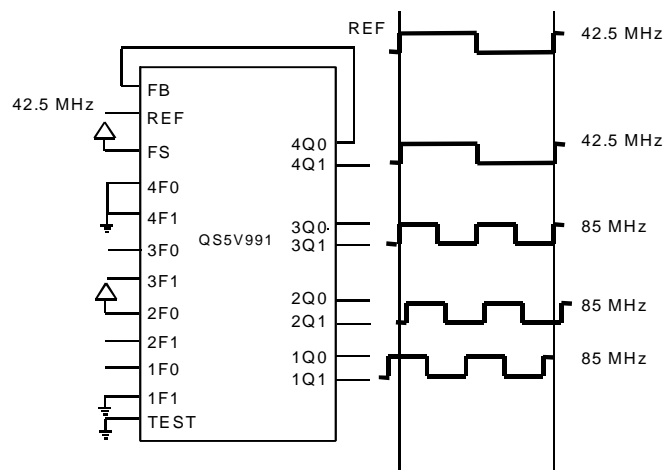 REF 42.5 MHz
FB
42.5 MHz REF
FS
4F0
4F1
3F0
3F1
2F0
2F1
1F0
1F1
TEST
QS5V991
4Q0
4Q1
3Q0
3Q1
2Q0
2Q1
1Q0
1Q1
42.5 MHz
85 MHz
85 MHz
85 MHz